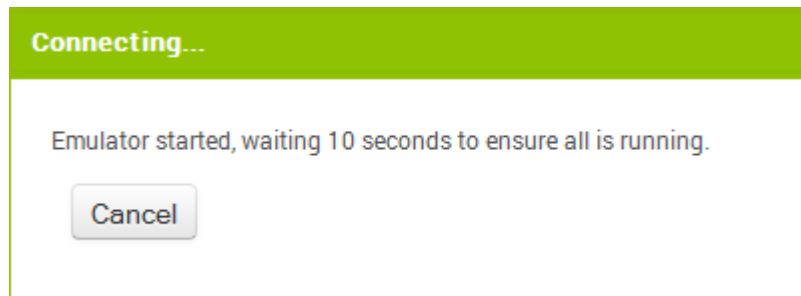 Connecting...
Emulator started, waiting 10 seconds to ensure all is running.
Cancel